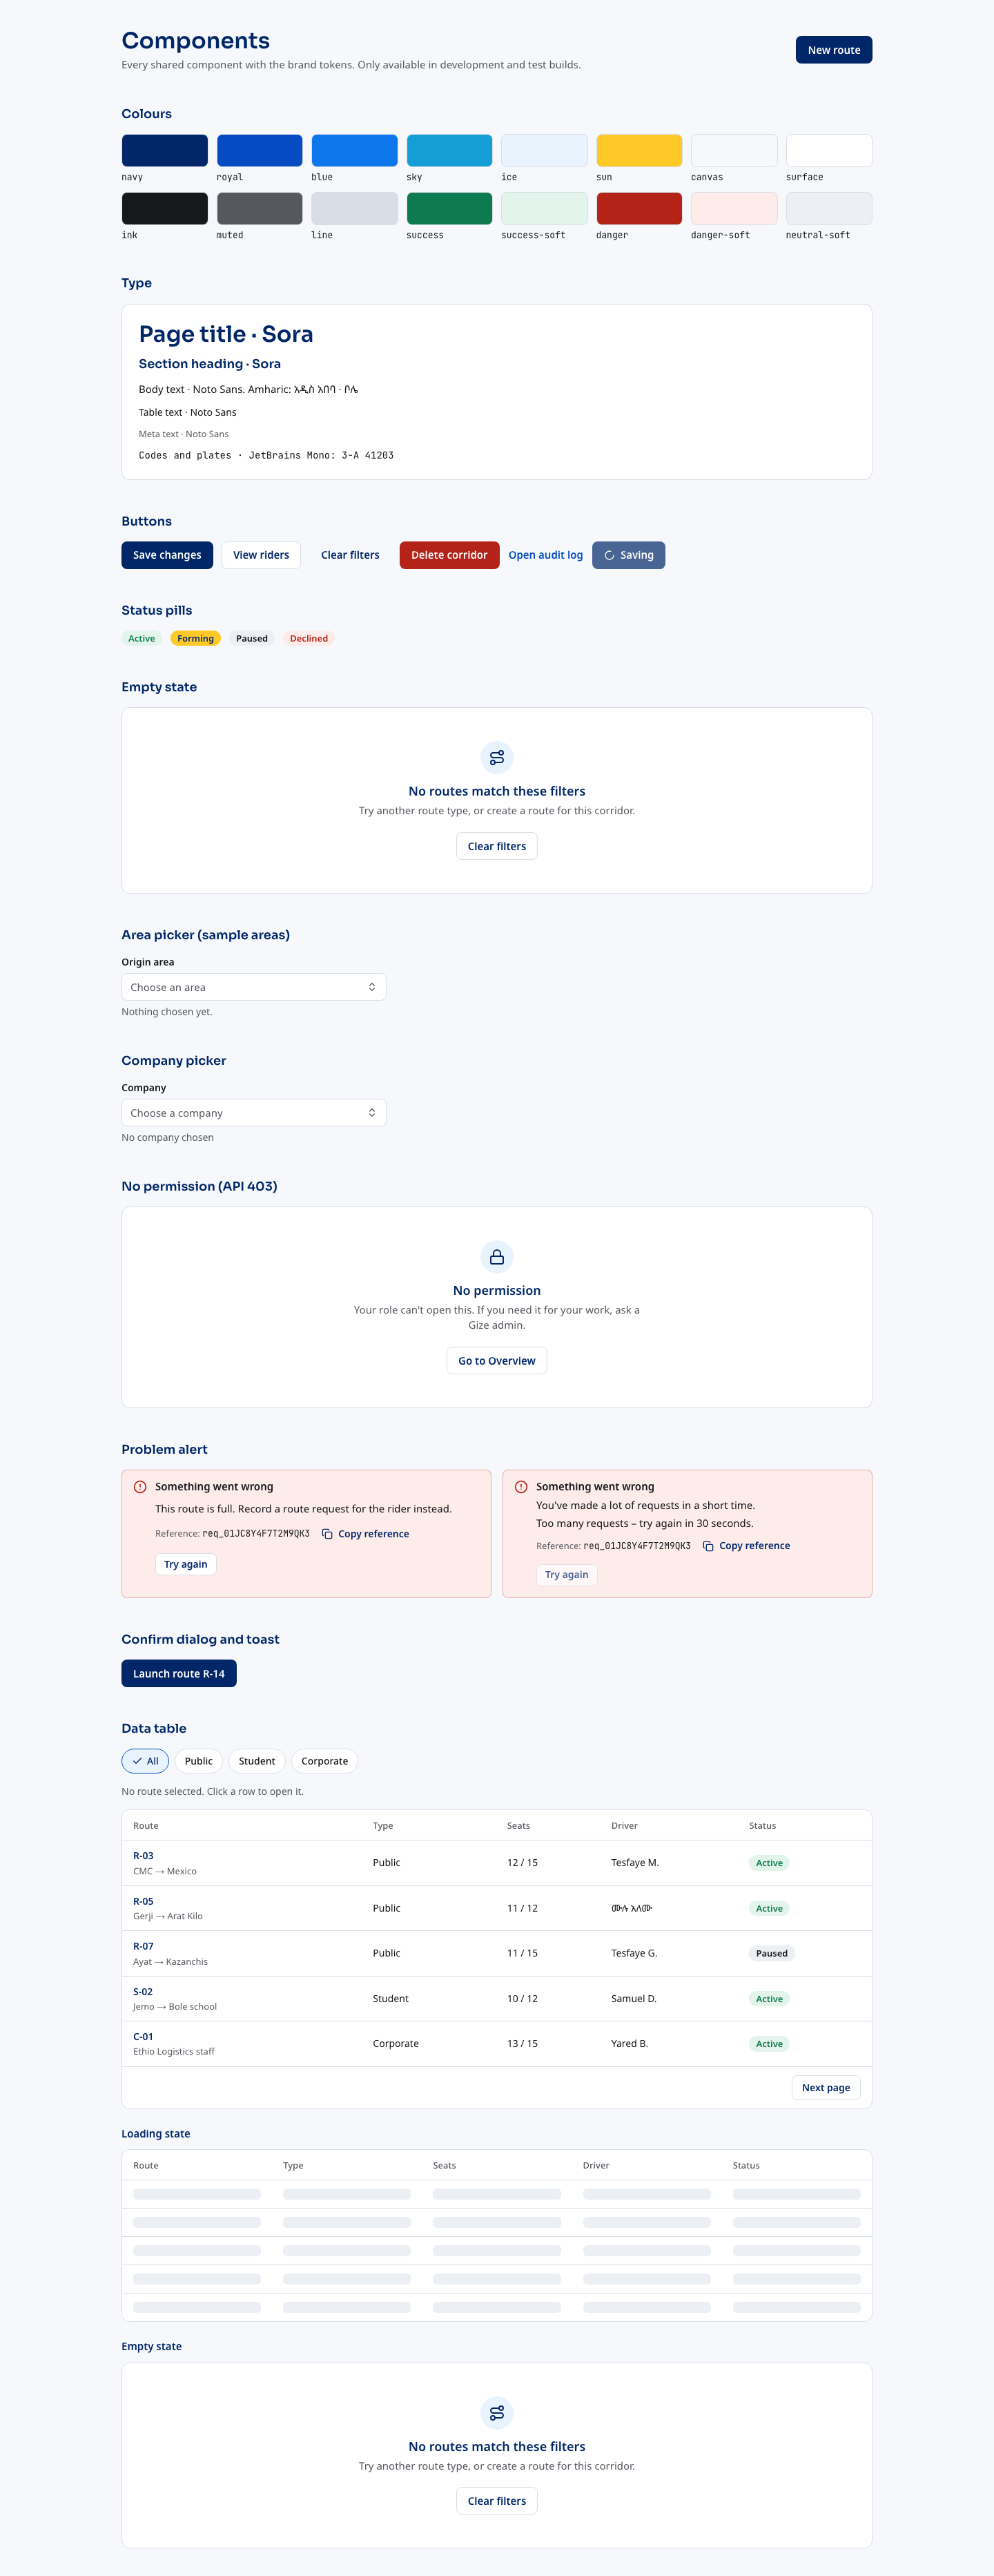 Components
Every shared component with the brand tokens. Only available in development and test builds.
New route
Colours
navy
royal
blue
sky
ice
sun
canvas
surface
ink
muted
line
success
success-soft
danger
danger-soft
neutral-soft
Type
Page title · Sora
Section heading · Sora
Body text · Noto Sans. Amharic: አዲስ አበባ · ቦሌ
Table text · Noto Sans
Meta text · Noto Sans
Codes and plates · JetBrains Mono: 3-A 41203
Buttons
Save changes
View riders
Clear filters
Delete corridor
Open audit log
Saving
Status pills
Active
Forming
Paused
Declined
Empty state
No routes match these filters
Try another route type, or create a route for this corridor.
Clear filters
Area picker (sample areas)
Origin area
Choose an area
Nothing chosen yet.
Company picker
Company
Choose a company
No company chosen
No permission (API 403)
No permission
Your role can't open this. If you need it for your work, ask a
Gize admin.
Go to Overview
Problem alert
Something went wrong
This route is full. Record a route request for the rider instead.
Reference: req_01JC8Y4F7T2M9QK3 Copy reference
Try again
Something went wrong
You've made a lot of requests in a short time.
Too many requests – try again in 30 seconds.
Reference: req_01JC8Y4F7T2M9QK3 Copy reference
Try again
Confirm dialog and toast
Launch route R-14
Data table
All
Public
Student
Corporate
No route selected. Click a row to open it.
Route Type Seats Driver Status
R-03
CMC → Mexico
Public 12 / 15 Tesfaye M. Active
R-05
Gerji → Arat Kilo
Public 11 / 12 ሙሉ አለሙ Active
R-07
Ayat → Kazanchis
Public 11 / 15 Tesfaye G. Paused
S-02
Jemo → Bole school
Student 10 / 12 Samuel D. Active
C-01
Ethio Logistics staff
Corporate 13 / 15 Yared B. Active
Next page
Loading state
Route Type Seats Driver Status
Empty state
No routes match these filters
Try another route type, or create a route for this corridor.
Clear filters